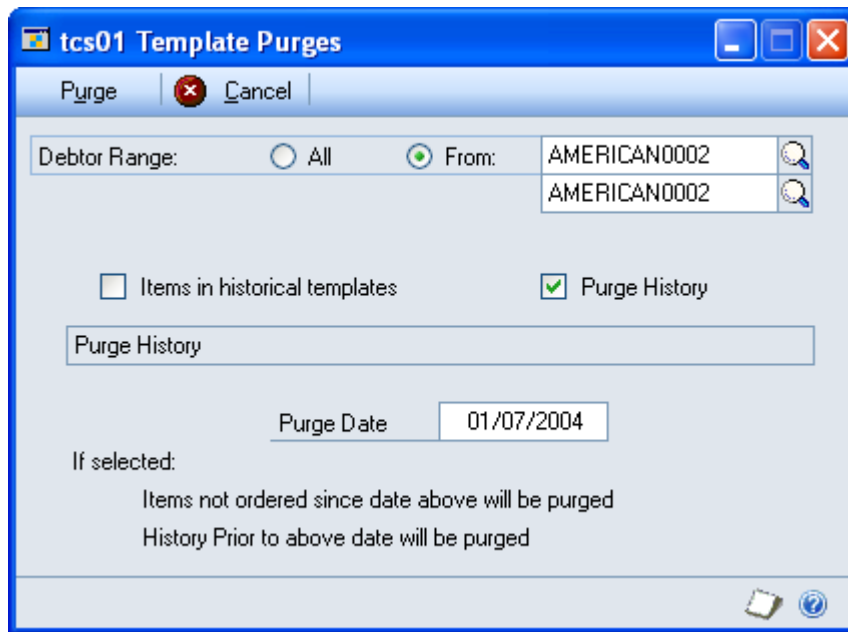 tcs01 Template Purges
Purge Cancel
Debtor Range: All From: AMERICAN0002
AMERICAN0002
Items in historical templates Purge History
Purge History
Purge Date 01/07/2004
If selected:
Items not ordered since date above will be purged
History Prior to above date will be purged